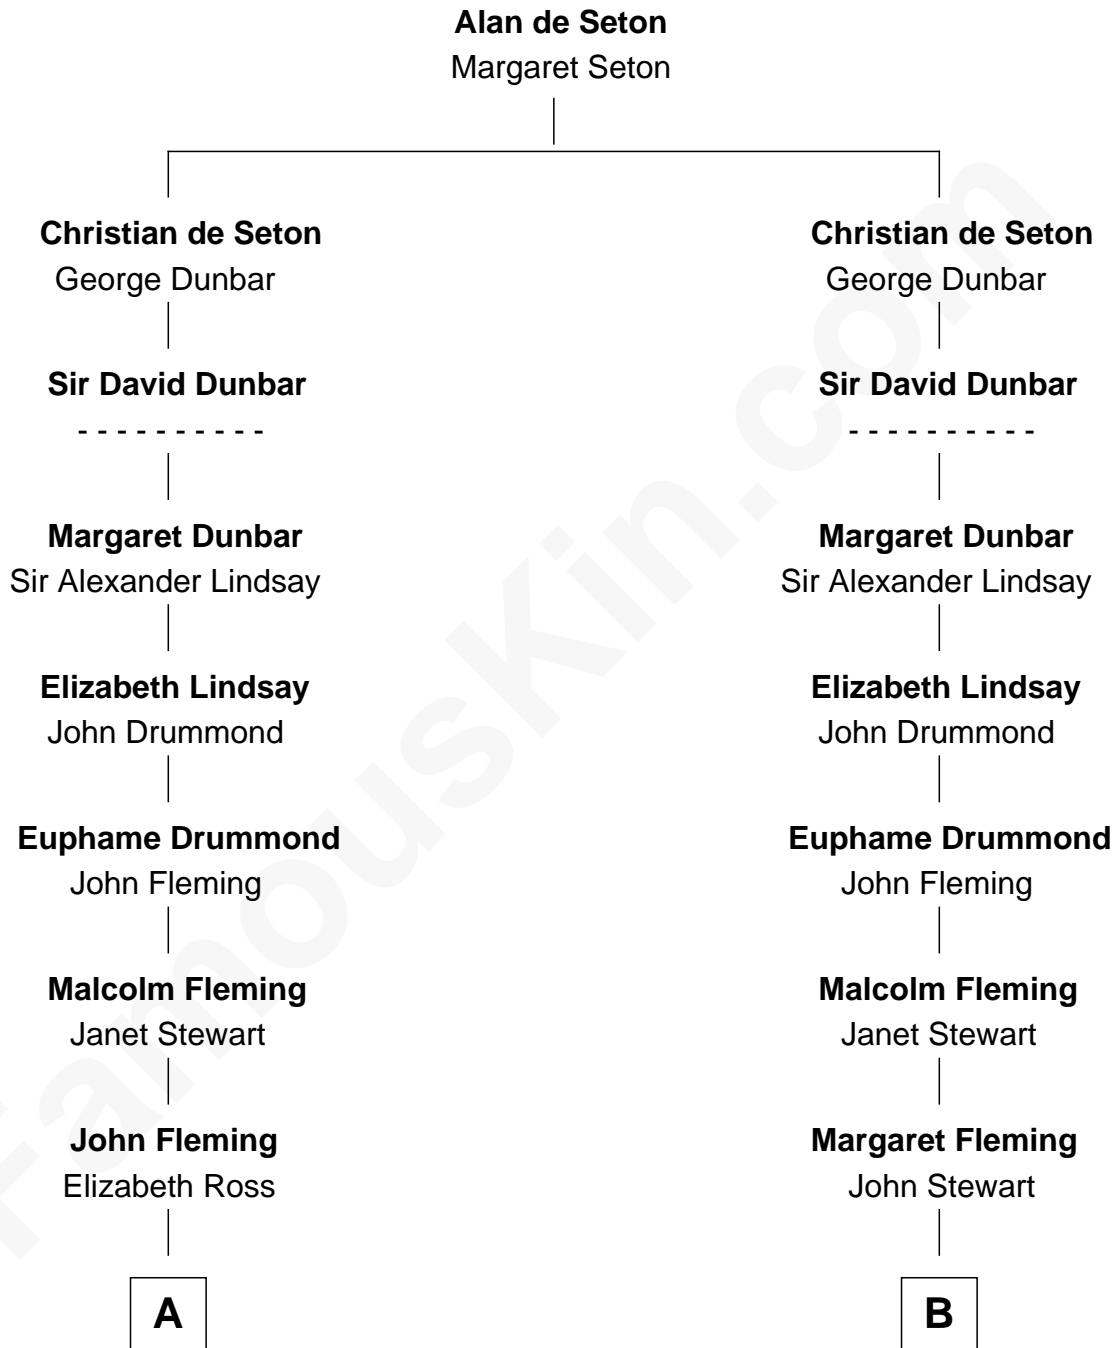 Alan de Seton
Margaret Seton
Christian de Seton
George Dunbar
Christian de Seton
George Dunbar
Sir David Dunbar
- - - - - - - - - -
Sir David Dunbar
- - - - - - - - - -
Margaret Dunbar
Sir Alexander Lindsay
Margaret Dunbar
Sir Alexander Lindsay
Elizabeth Lindsay
John Drummond
Elizabeth Lindsay
John Drummond
Euphame Drummond
John Fleming
Euphame Drummond
John Fleming
Malcolm Fleming
Janet Stewart
Malcolm Fleming
Janet Stewart
John Fleming
Elizabeth Ross
Margaret Fleming
John Stewart
A
B
FamousKin.com